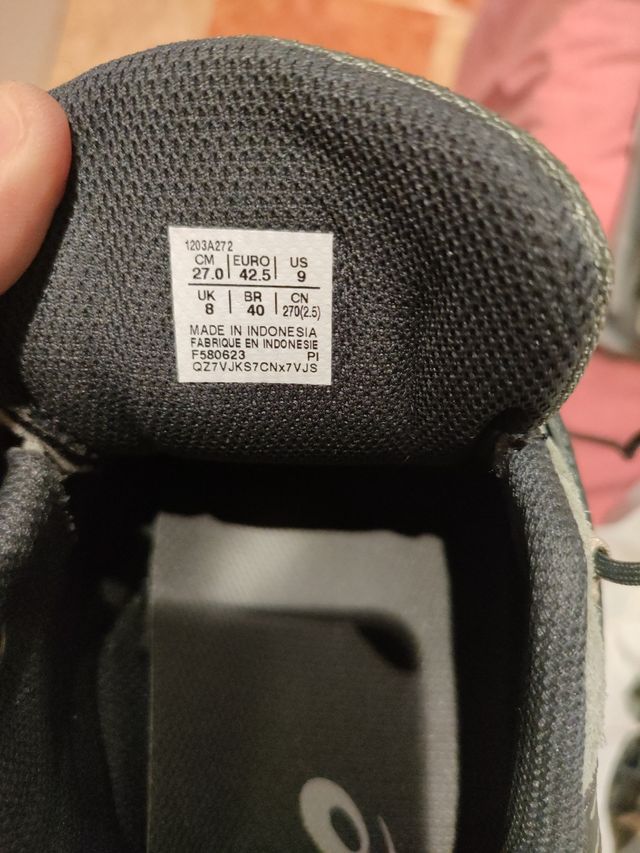 1203A272
CM EURO US
27.0 42.5 9
UK BR CN
8 40 270(2.5)
MADE IN INDONESIA
FABRIQUE EN INDONESIE
F580623 PI
QZ7VJKS7CNx7VJS